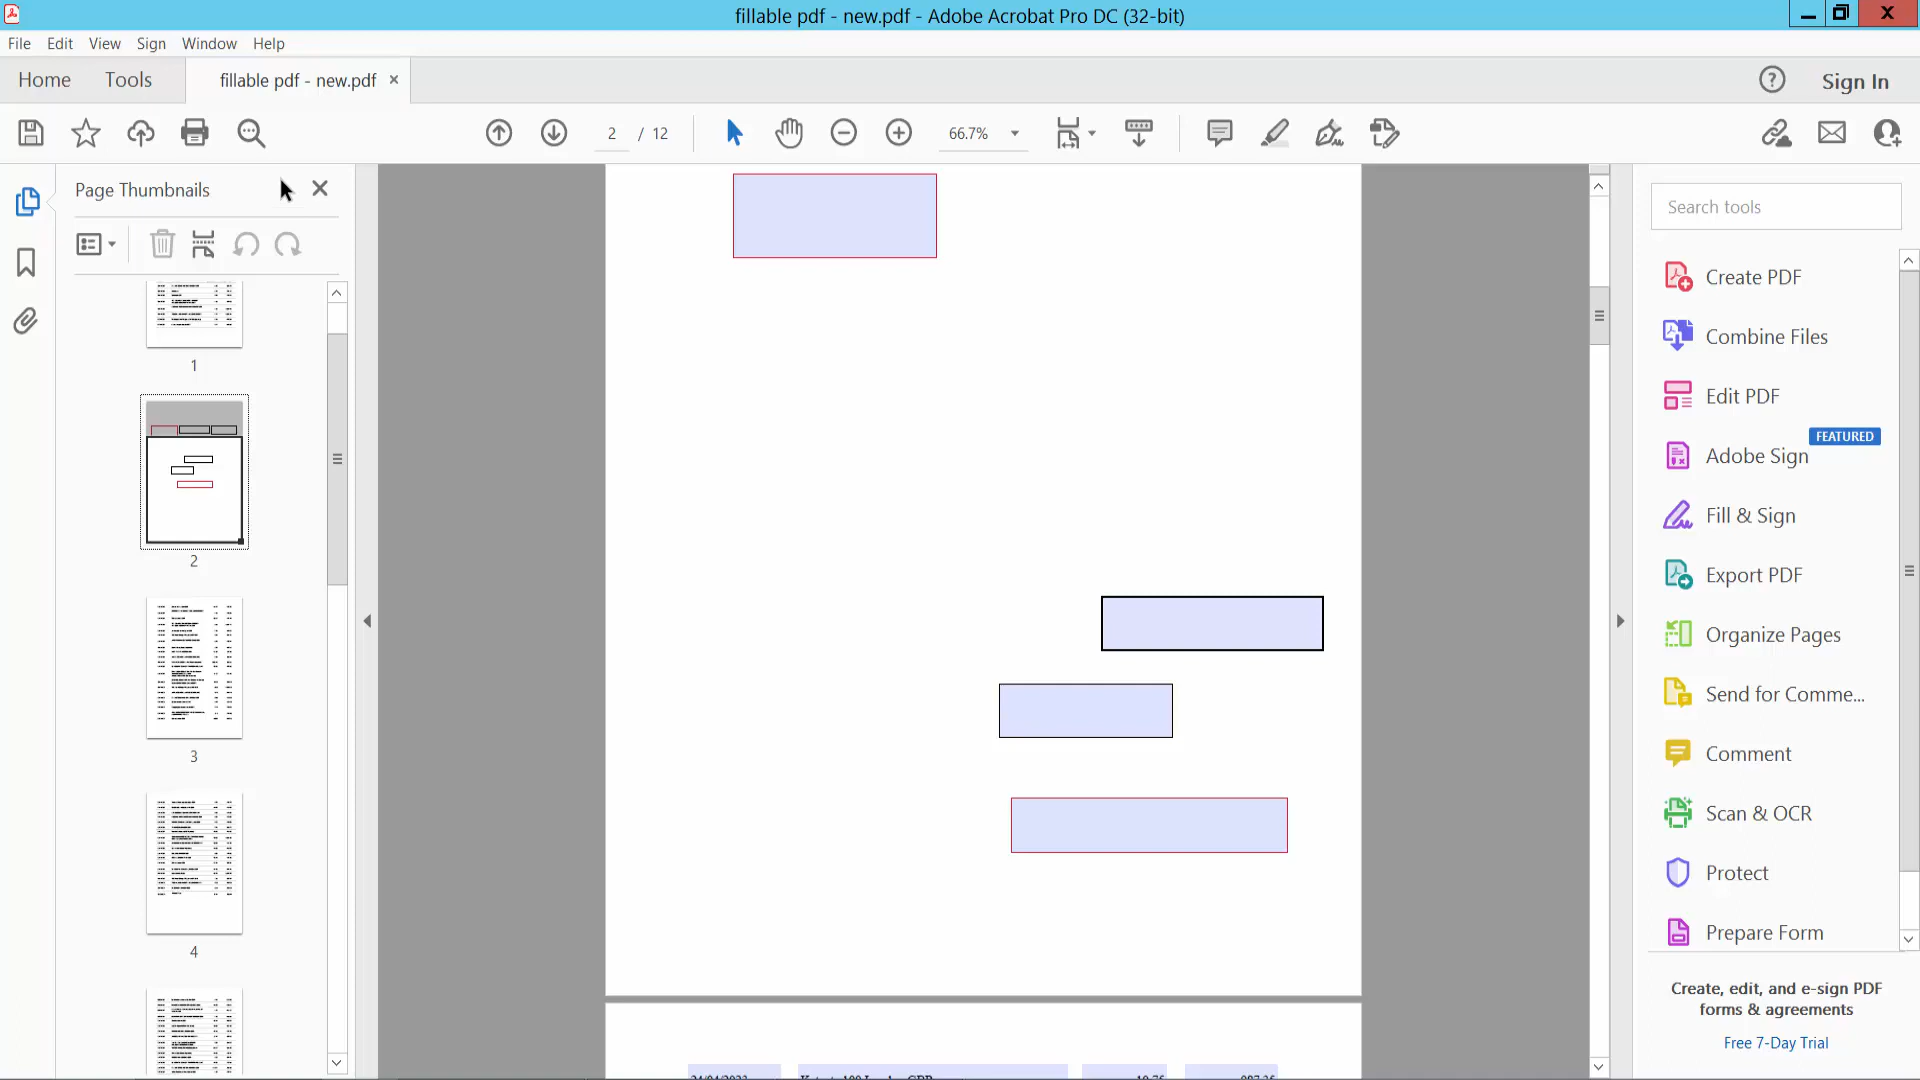 fillable pdf - new.pdf - Adobe Acrobat Pro DC (32-bit)
File Edit View Sign Window Help
Home Tools fillable pdf - new.pdf × Sign In
2 / 12 66.7%
Page Thumbnails
1
2
3
4
Search tools
Create PDF
Combine Files
Edit PDF
FEATURED
Adobe Sign
Fill & Sign
Export PDF
Organize Pages
Send for Comme...
Comment
Scan & OCR
Protect
Prepare Form
Create, edit, and e-sign PDF
forms & agreements
Free 7-Day Trial